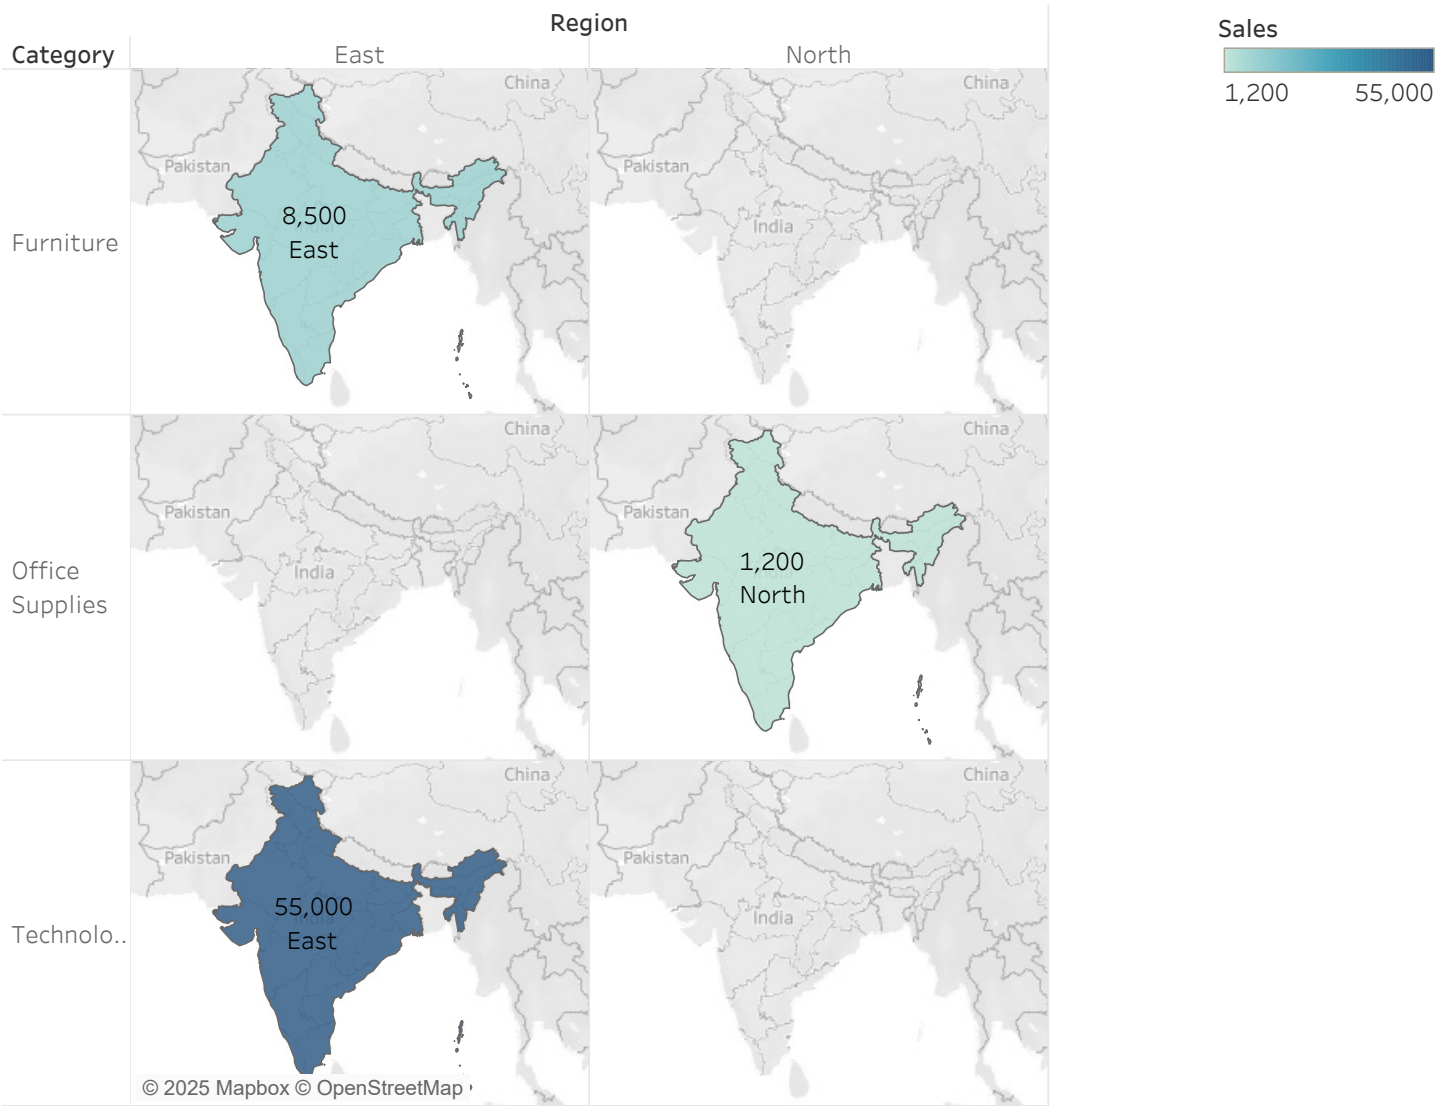 Region
Category
East
North
Sales
1,200
55,000
Furniture
China
Pakistan
8,500
East
China
Pakistan
India
Office
Supplies
China
Pakistan
India
China
Pakistan
1,200
North
Technolo..
China
Pakistan
55,000
East
© 2025 Mapbox © OpenStreetMap
China
Pakistan
India